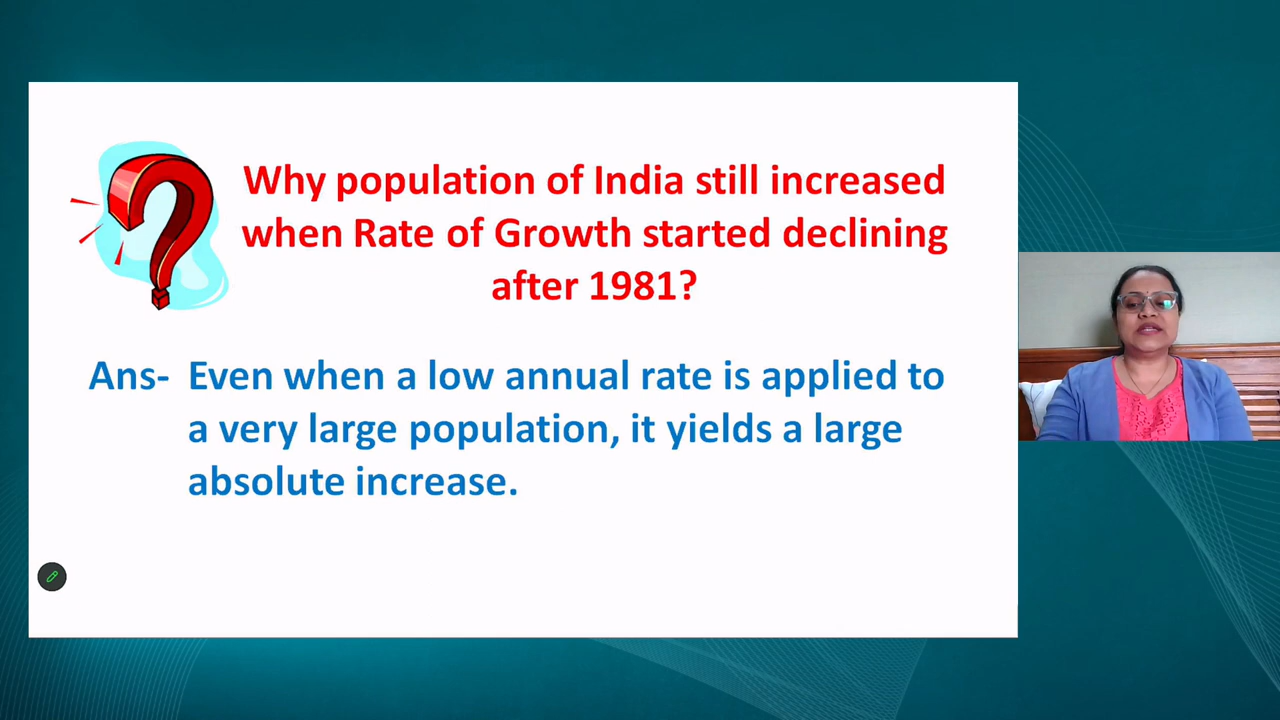 Why population of India still increased
when Rate of Growth started declining
after 1981?
Ans- Even when a low annual rate is applied to
a very large population, it yields a large
absolute increase.